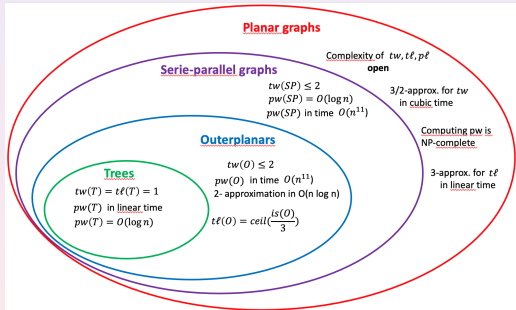 Planar graphs
Complexity of tw, tℓ, pℓ
open
Serie-parallel graphs
tw(SP) ≤ 2
pw(SP) = O(log n)
pw(SP) in time O(n¹¹)
3/2-approx. for tw
in cubic time
Computing pw is
NP-complete
3-approx. for tℓ
in linear time
Outerplanars
tw(O) ≤ 2
pw(O) in time O(n¹¹)
2- approximation in O(n log n)
tℓ(O) = ceil(is(O)/3)
Trees
tw(T) = tℓ(T) = 1
pw(T) in linear time
pw(T) = O(log n)